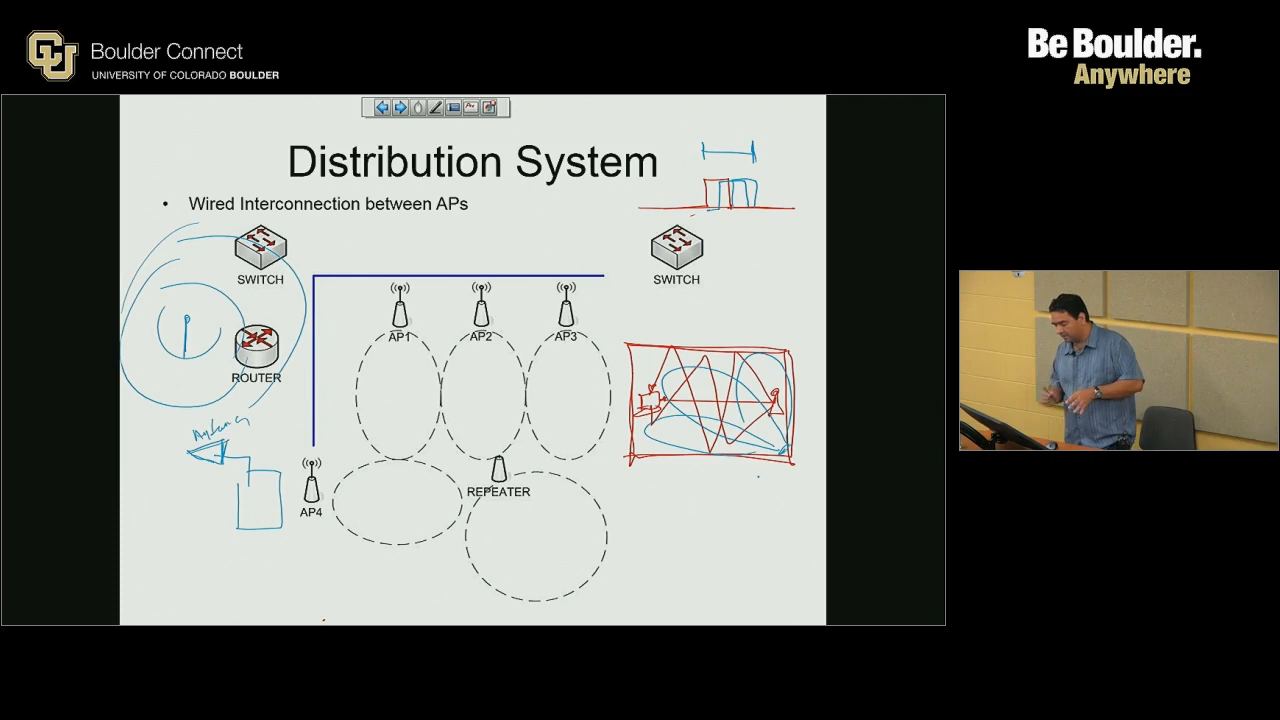 CU
Boulder Connect
UNIVERSITY OF COLORADO BOULDER
Be Boulder.
Anywhere
Distribution System
• Wired Interconnection between APs
SWITCH
SWITCH
AP1
AP2
AP3
ROUTER
REPEATER
AP4